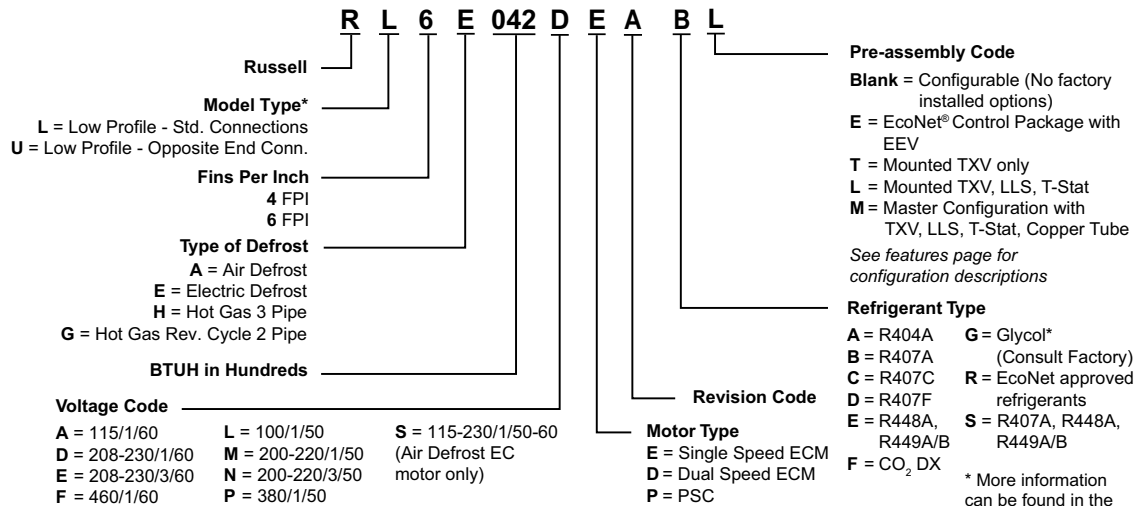 R L 6 E 042 D E A B L
Russell
Model Type*
L = Low Profile - Std. Connections
U = Low Profile - Opposite End Conn.
Fins Per Inch
4 FPI
6 FPI
Type of Defrost
A = Air Defrost
E = Electric Defrost
H = Hot Gas 3 Pipe
G = Hot Gas Rev. Cycle 2 Pipe
BTUH in Hundreds
Voltage Code
A = 115/1/60
D = 208-230/1/60
E = 208-230/3/60
F = 460/1/60
L = 100/1/50
M = 200-220/1/50
N = 200-220/3/50
P = 380/1/50
S = 115-230/1/50-60
(Air Defrost EC
motor only)
Motor Type
E = Single Speed ECM
D = Dual Speed ECM
P = PSC
Revision Code
Pre-assembly Code
Blank = Configurable (No factory
installed options)
E = EcoNet® Control Package with
EEV
T = Mounted TXV only
L = Mounted TXV, LLS, T-Stat
M = Master Configuration with
TXV, LLS, T-Stat, Copper Tube
See features page for
configuration descriptions
Refrigerant Type
A = R404A
B = R407A
C = R407C
D = R407F
E = R448A,
R449A/B
F = CO₂ DX
G = Glycol*
(Consult Factory)
R = EcoNet approved
refrigerants
S = R407A, R448A,
R449A/B
* More information
can be found in the